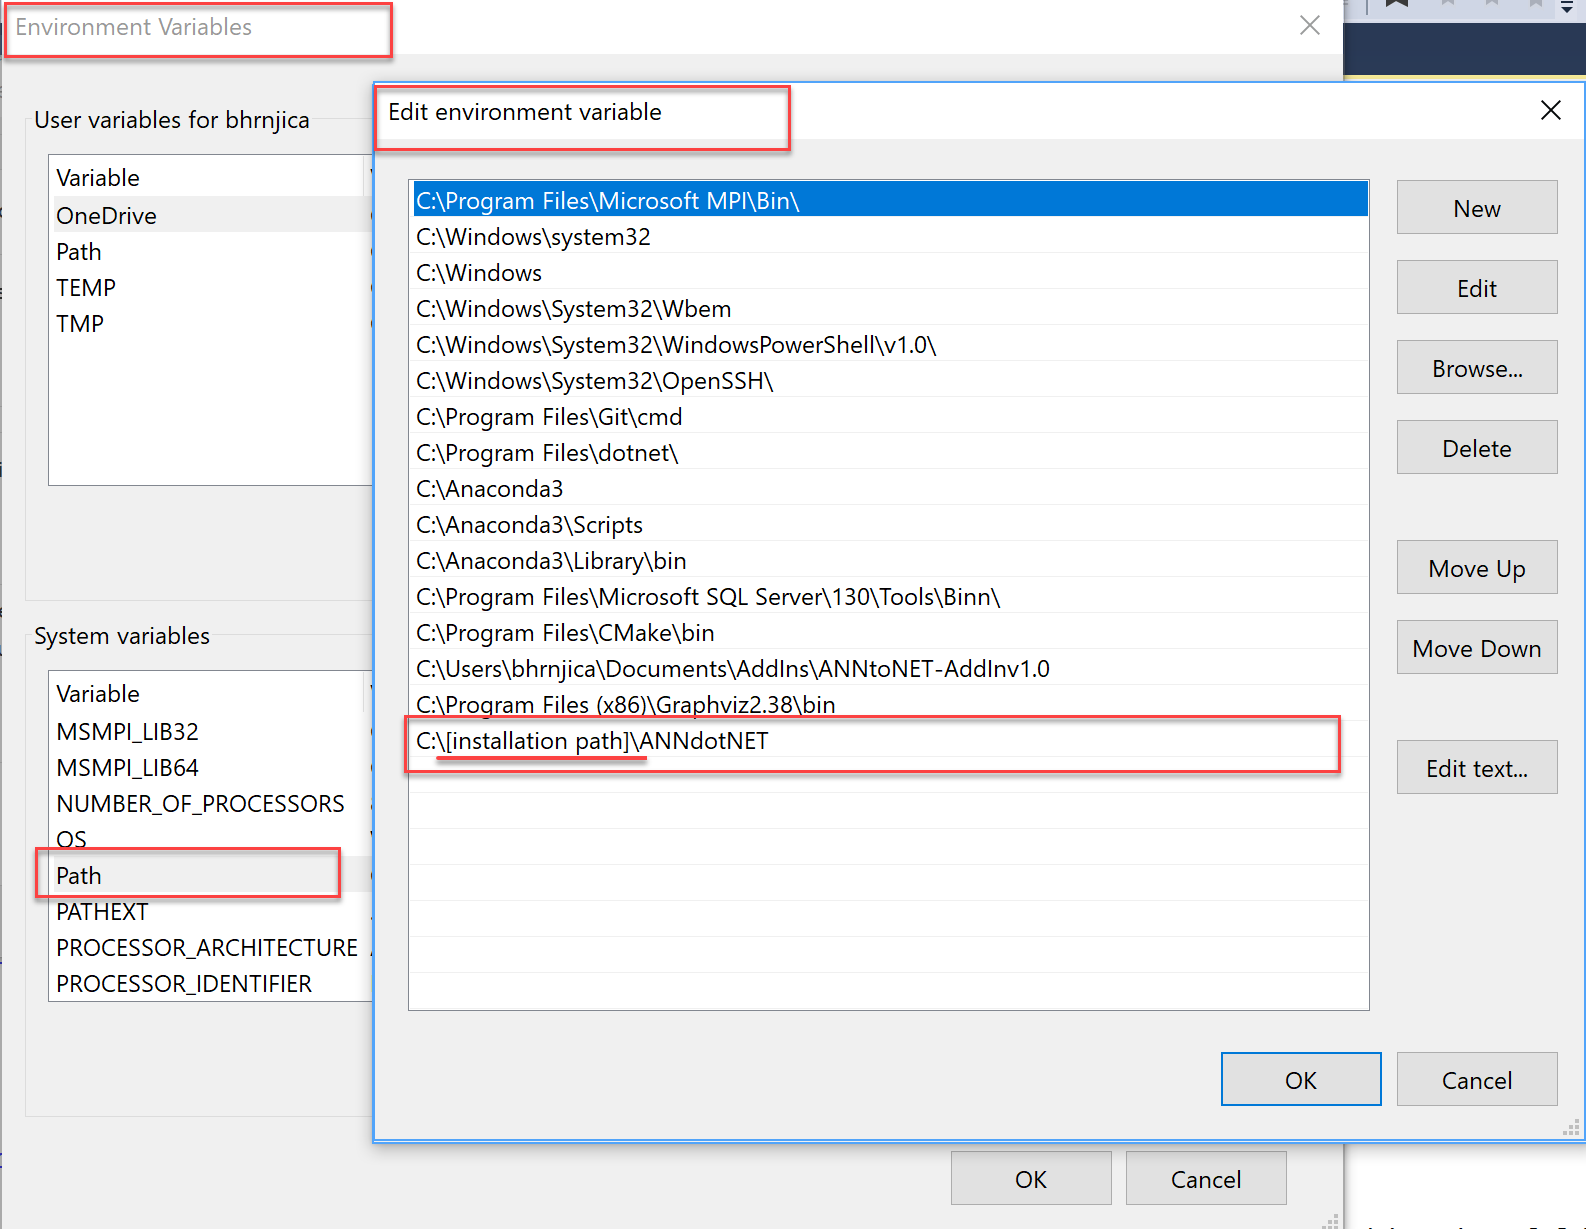 Environment Variables
Edit environment variable
User variables for bhrnjica
Variable
OneDrive
Path
TEMP
TMP
System variables
Variable
MSMPI_LIB32
MSMPI_LIB64
NUMBER_OF_PROCESSORS
OS
Path
PATHEXT
PROCESSOR_ARCHITECTURE
PROCESSOR_IDENTIFIER
C:\Program Files\Microsoft MPI\Bin\
C:\Windows\system32
C:\Windows
C:\Windows\System32\Wbem
C:\Windows\System32\WindowsPowerShell\v1.0\
C:\Windows\System32\OpenSSH\
C:\Program Files\Git\cmd
C:\Program Files\dotnet\
C:\Anaconda3
C:\Anaconda3\Scripts
C:\Anaconda3\Library\bin
C:\Program Files\Microsoft SQL Server\130\Tools\Binn\
C:\Program Files\CMake\bin
C:\Users\bhrnjica\Documents\AddIns\ANNtoNET-AddInv1.0
C:\Program Files (x86)\Graphviz2.38\bin
C:\[installation path]\ANNdotNET
New
Edit
Browse...
Delete
Move Up
Move Down
Edit text...
OK
Cancel
OK
Cancel